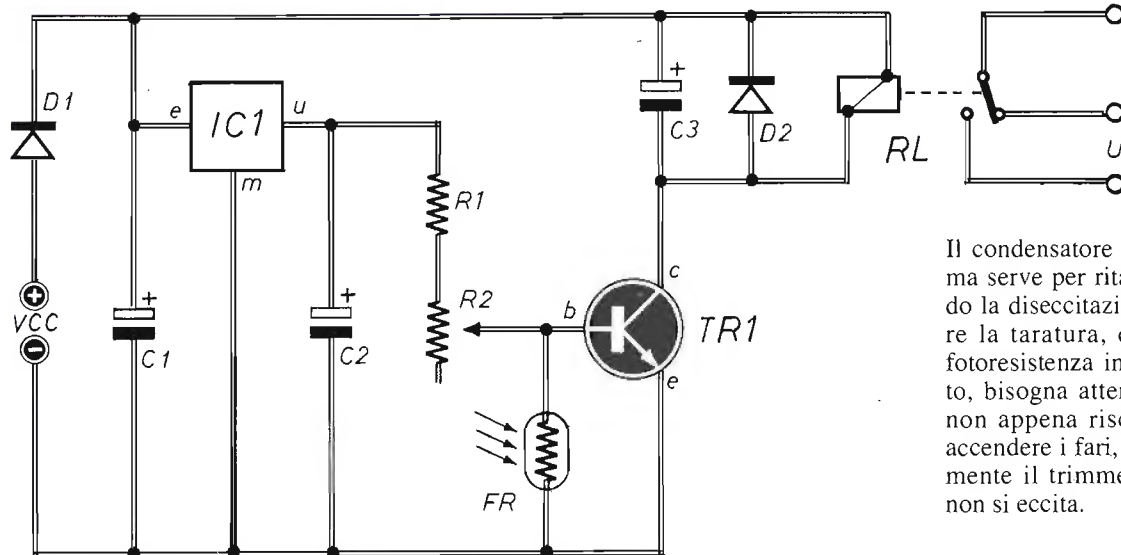 D1
e
IC1
u
m
+
C3
D2
RL
U
R1
+
VCC
-
+
C1
+
C2
R2
b
c
TR1
e
FR
Il condensatore
ma serve per rita
do la diseccitazi
re la taratura,
fotoresistenza in
to, bisogna atter
non appena riso
accendere i fari,
mente il trimme
non si eccita.